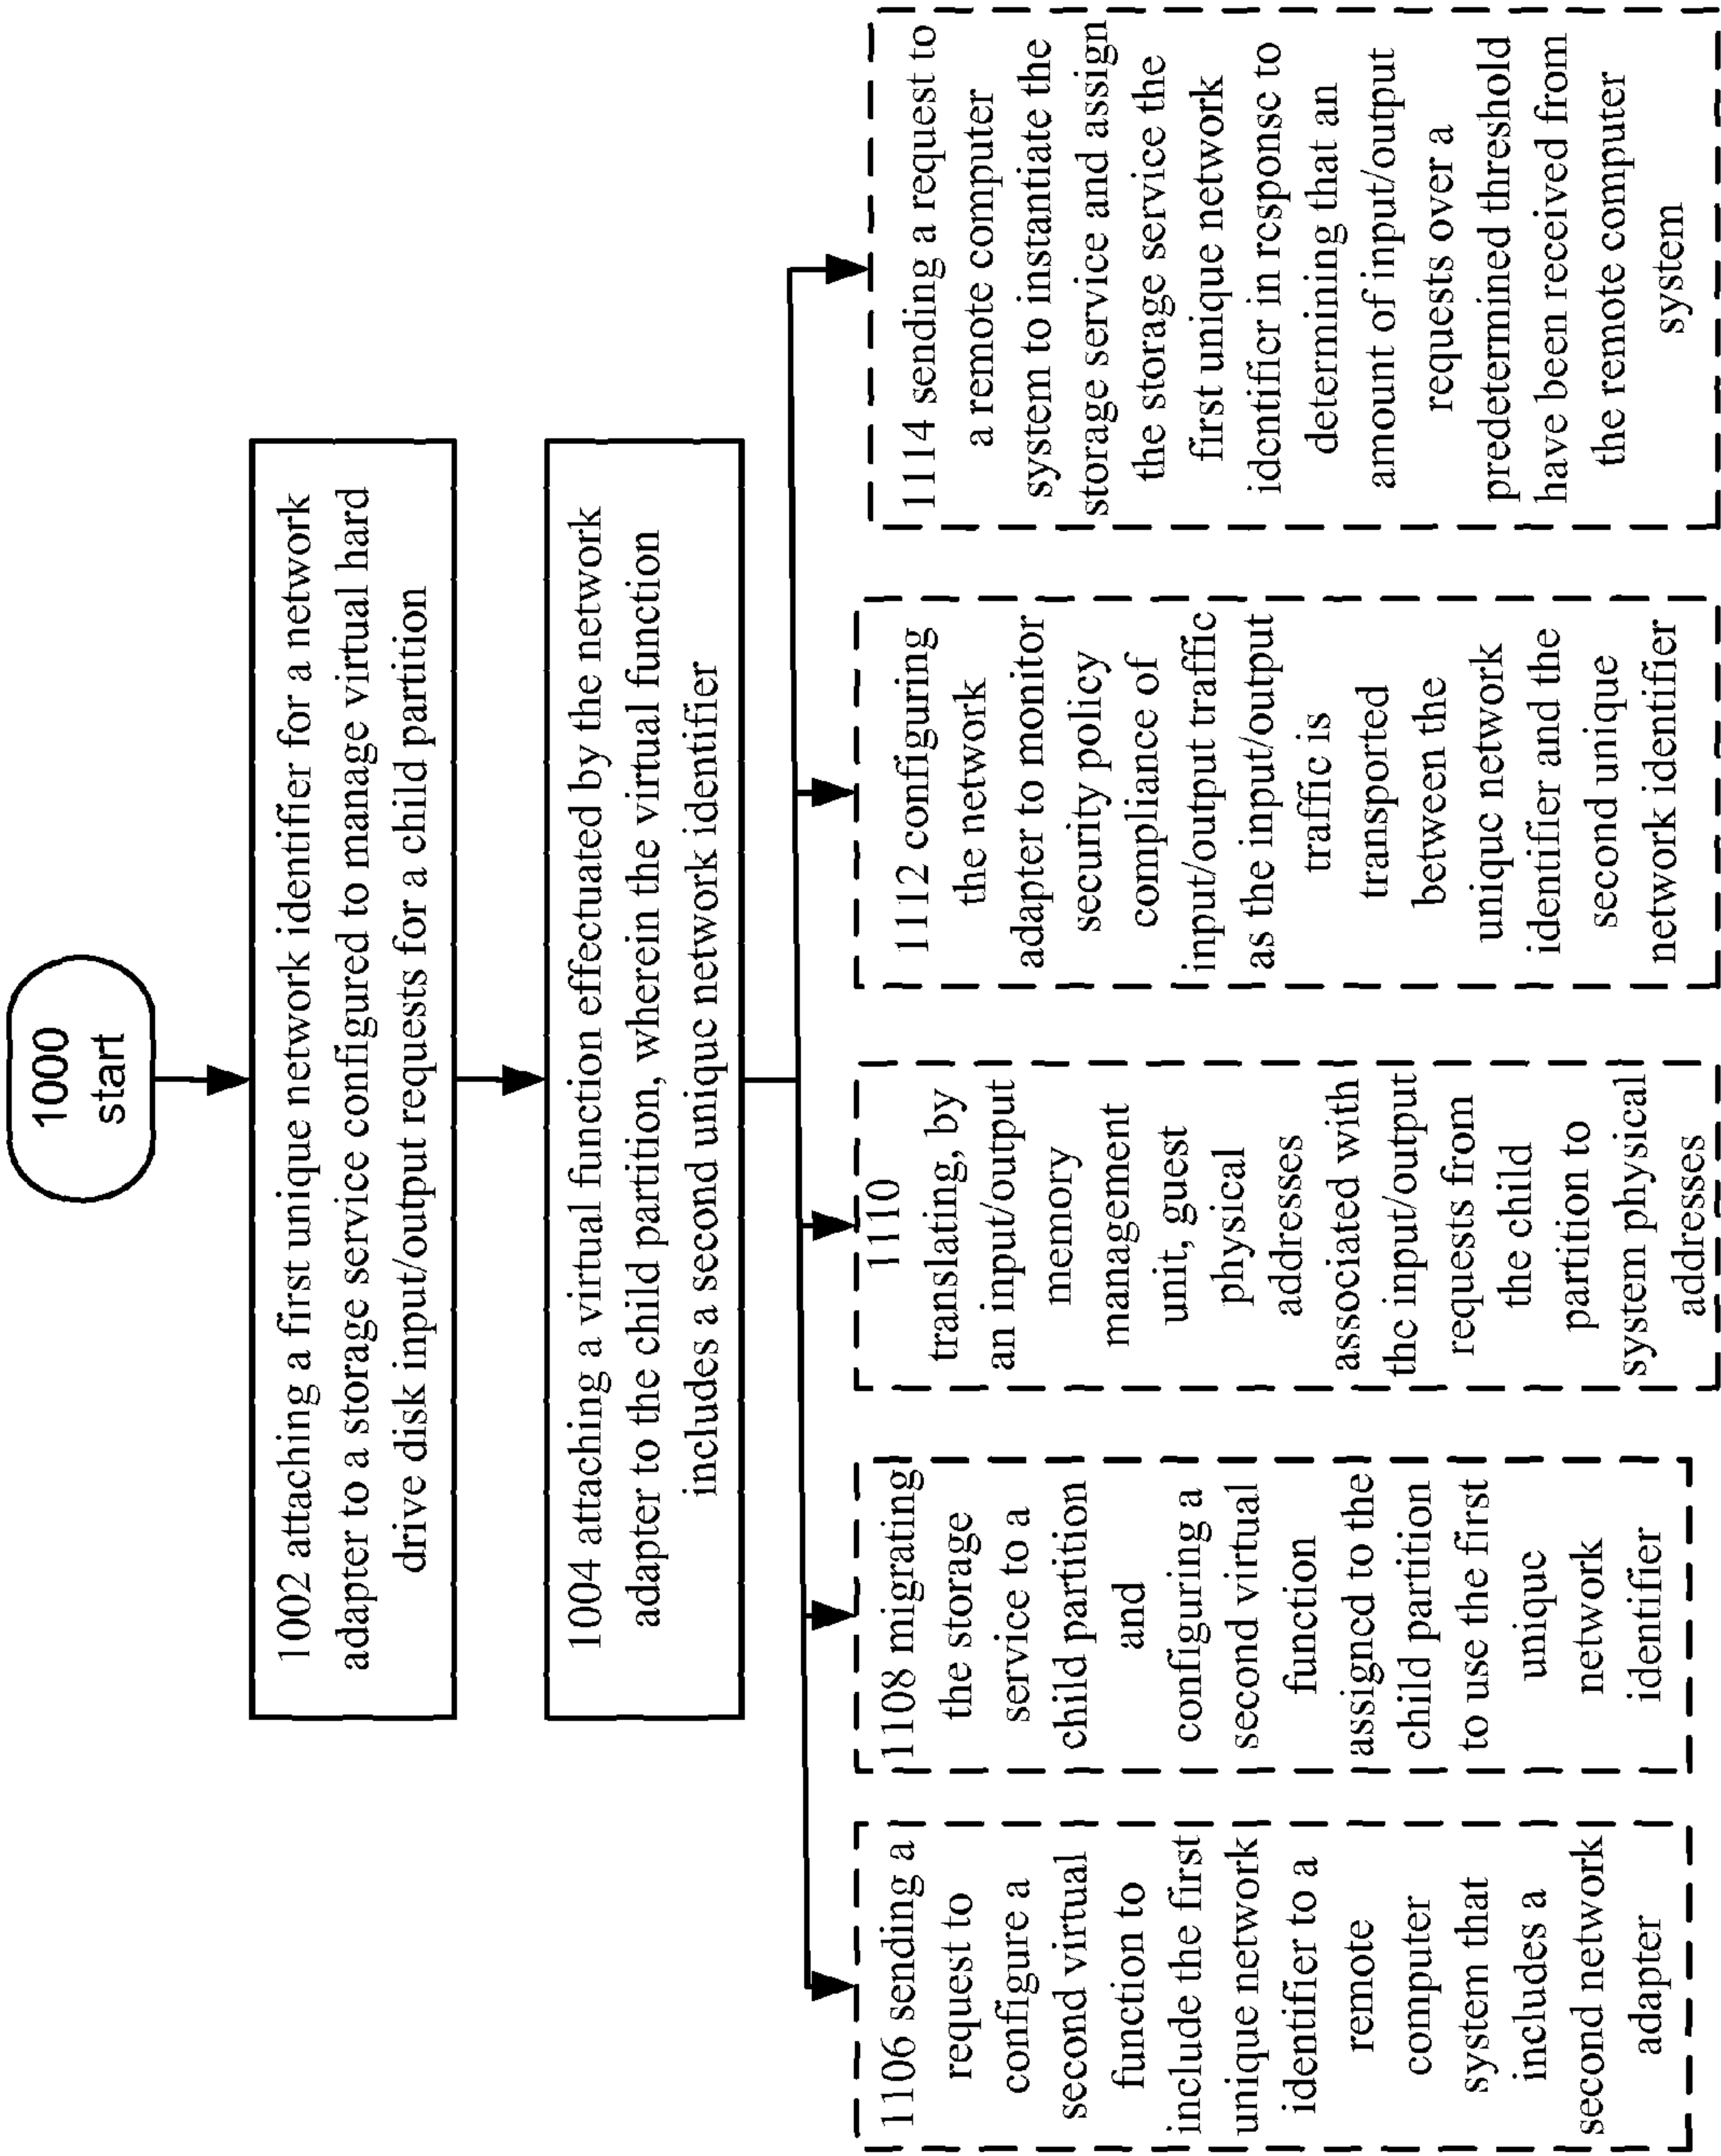 1000
start
1002 attaching a first unique network identifier for a network
adapter to a storage service configured to manage virtual hard
drive disk input/output requests for a child partition
1004 attaching a virtual function effectuated by the network
adapter to the child partition, wherein the virtual function
includes a second unique network identifier
1106 sending a
request to
configure a
second virtual
function to
include the first
unique network
identifier to a
remote
computer
system that
includes a
second network
adapter
1108 migrating
the storage
service to a
child partition
and
configuring a
second virtual
function
assigned to the
child partition
to use the first
unique
network
identifier
1110
translating, by
an input/output
memory
management
unit, guest
physical
addresses
associated with
the input/output
requests from
the child
partition to
system physical
addresses
1112 configuring
the network
adapter to monitor
security policy
compliance of
input/output traffic
as the input/output
traffic is
transported
between the
unique network
identifier and the
second unique
network identifier
1114 sending a request to
a remote computer
system to instantiate the
storage service and assign
the storage service the
first unique network
identifier in response to
determining that an
amount of input/output
requests over a
predetermined threshold
have been received from
the remote computer
system